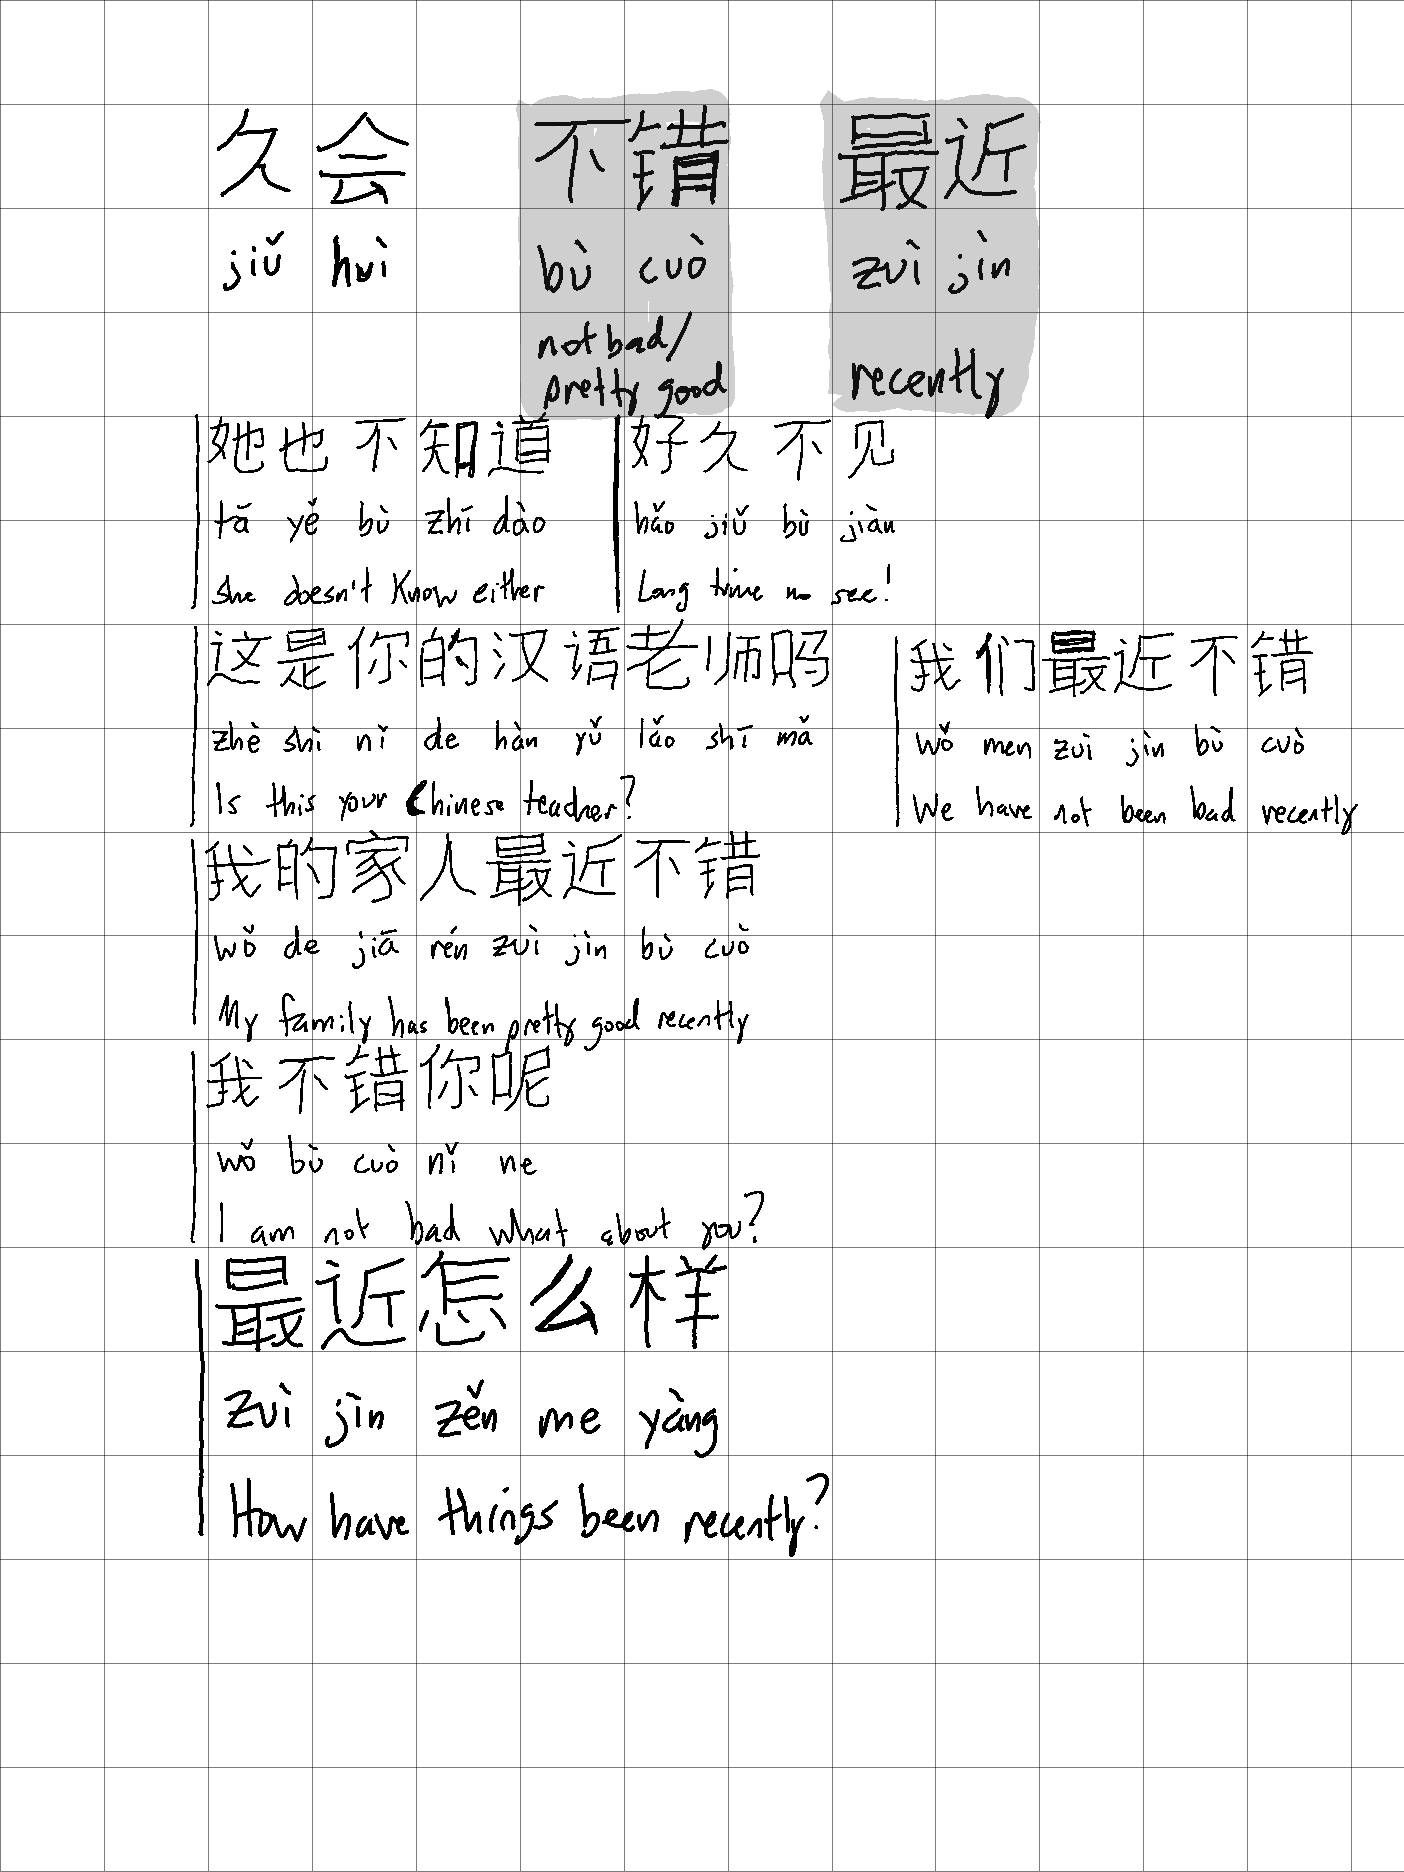 久会 不错 最近
jiǔ huì bù cuò zuì jìn
not bad/
pretty good recently
她也不知道 好久不见
tā yě bù zhī dào hǎo jiǔ bù jiàn
she doesn't know either Long time no see!
这是你的汉语老师吗 我们最近不错
zhè shì nǐ de hàn yǔ lǎo shī mǎ wǒ men zuì jìn bù cuò
Is this your Chinese teacher? We have not been bad recently
我的家人最近不错
wǒ de jiā rén zuì jìn bù cuò
My family has been pretty good recently
我不错你呢
wǒ bù cuò nǐ ne
I am not bad what about you?
最近怎么样
zuì jìn zěn me yàng
How have things been recently?